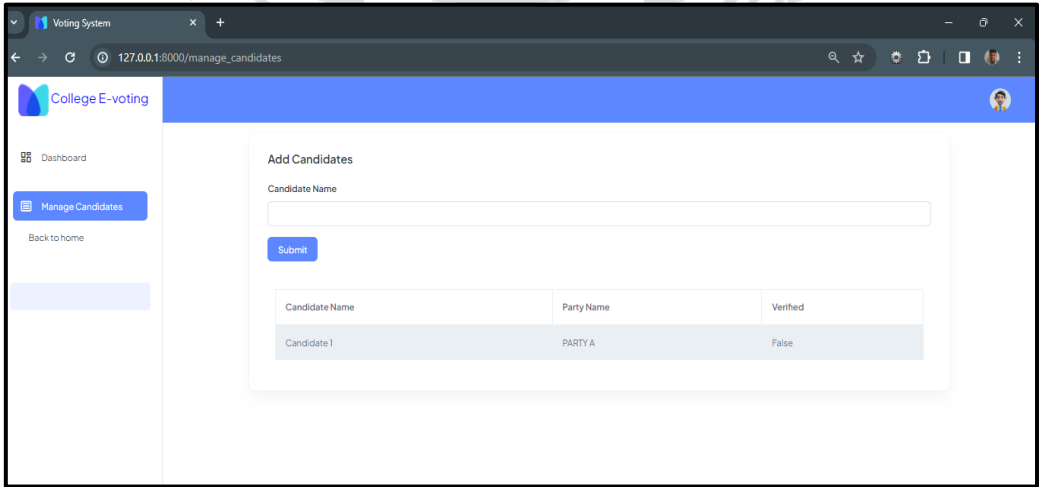 Voting System
127.0.0.1:8000/manage_candidates
College E-voting
Dashboard
Manage Candidates
Back to home
Add Candidates
Candidate Name
Submit
Candidate Name Party Name Verified
Candidate 1 PARTY A False